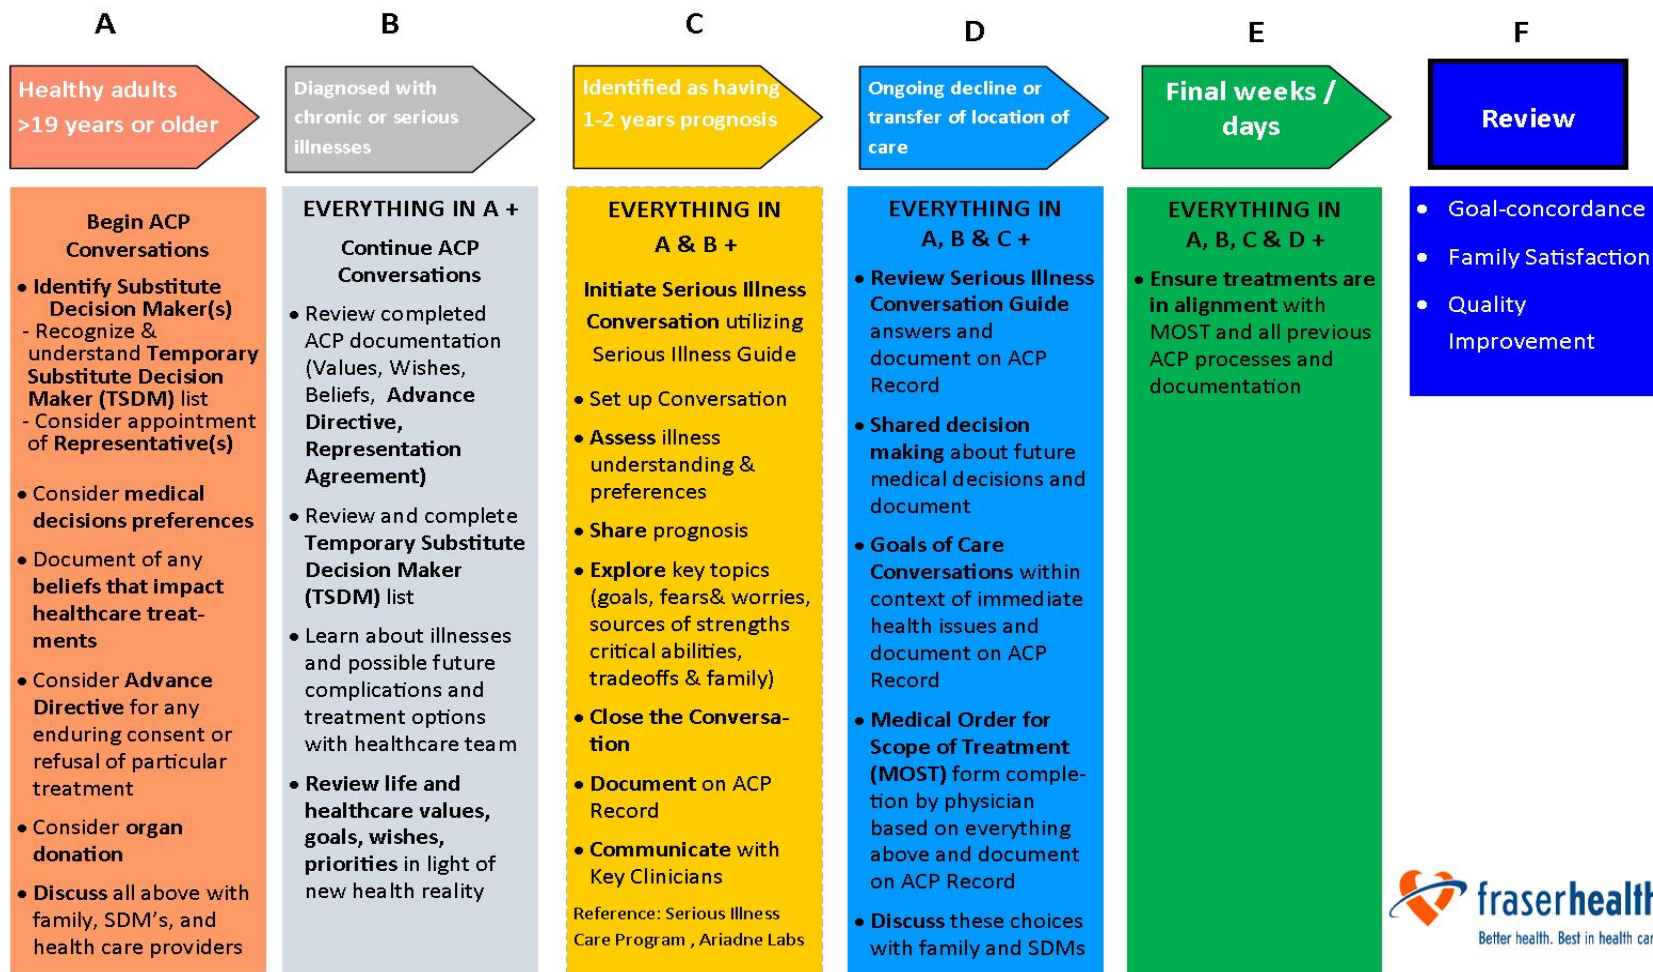 A
Healthy adults
>19 years or older
Begin ACP
Conversations
• Identify Substitute
Decision Maker(s)
- Recognize &
understand Temporary
Substitute Decision
Maker (TSDM) list
- Consider appointment
of Representative(s)
• Consider medical
decisions preferences
• Document of any
beliefs that impact
healthcare treat-
ments
• Consider Advance
Directive for any
enduring consent or
refusal of particular
treatment
• Consider organ
donation
• Discuss all above with
family, SDM's, and
health care providers
B
Diagnosed with
chronic or serious
illnesses
EVERYTHING IN A +
Continue ACP
Conversations
• Review completed
ACP documentation
(Values, Wishes,
Beliefs, Advance
Directive,
Representation
Agreement)
• Review and complete
Temporary Substitute
Decision Maker
(TSDM) list
• Learn about illnesses
and possible future
complications and
treatment options
with healthcare team
• Review life and
healthcare values,
goals, wishes,
priorities in light of
new health reality
C
Identified as having
1-2 years prognosis
EVERYTHING IN
A & B +
Initiate Serious Illness
Conversation utilizing
Serious Illness Guide
• Set up Conversation
• Assess illness
understanding &
preferences
• Share prognosis
• Explore key topics
(goals, fears& worries,
sources of strengths
critical abilities,
tradeoffs & family)
• Close the Conversa-
tion
• Document on ACP
Record
• Communicate with
Key Clinicians
Reference: Serious Illness
Care Program , Ariadne Labs
D
Ongoing decline or
transfer of location of
care
EVERYTHING IN
A, B & C +
• Review Serious Illness
Conversation Guide
answers and
document on ACP
Record
• Shared decision
making about future
medical decisions and
document
• Goals of Care
Conversations within
context of immediate
health issues and
document on ACP
Record
• Medical Order for
Scope of Treatment
(MOST) form comple-
tion by physician
based on everything
above and document
on ACP Record
• Discuss these choices
with family and SDMs
E
Final weeks /
days
EVERYTHING IN
A, B, C & D +
• Ensure treatments are
in alignment with
MOST and all previous
ACP processes and
documentation
F
Review
• Goal-concordance
• Family Satisfaction
• Quality
Improvement
fraserhealth
Better health. Best in health car